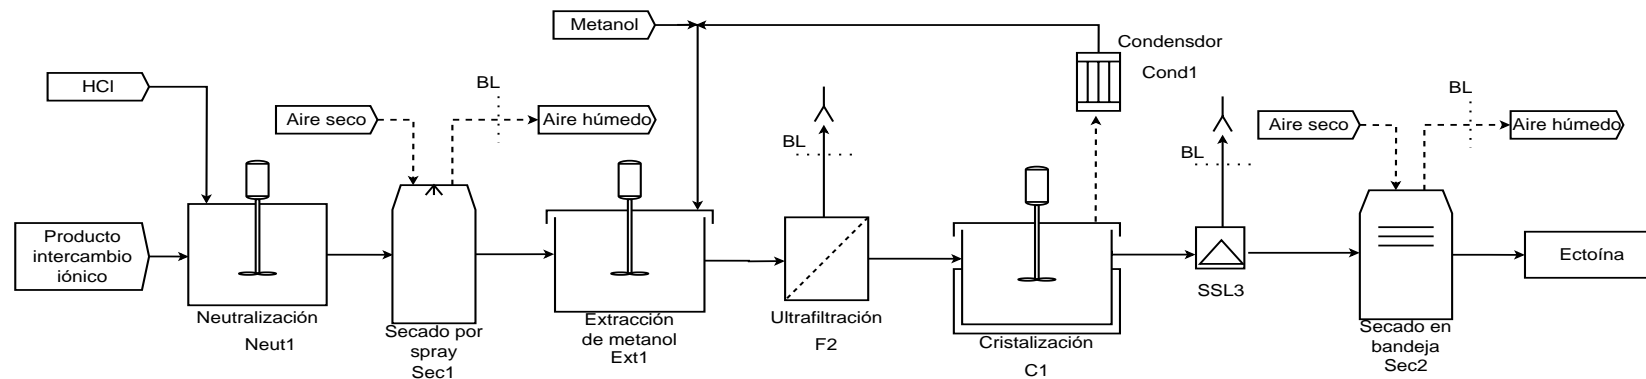 Metanol
Condensdor
Cond1
HCl
BL
Aire seco
Aire húmedo
BL
BL
BL
Aire seco
Aire húmedo
Producto
intercambio
iónico
Ectoína
Neutralización
Neut1
Secado por
spray
Sec1
Extracción
de metanol
Ext1
Ultrafiltración
F2
Cristalización
C1
SSL3
Secado en
bandeja
Sec2